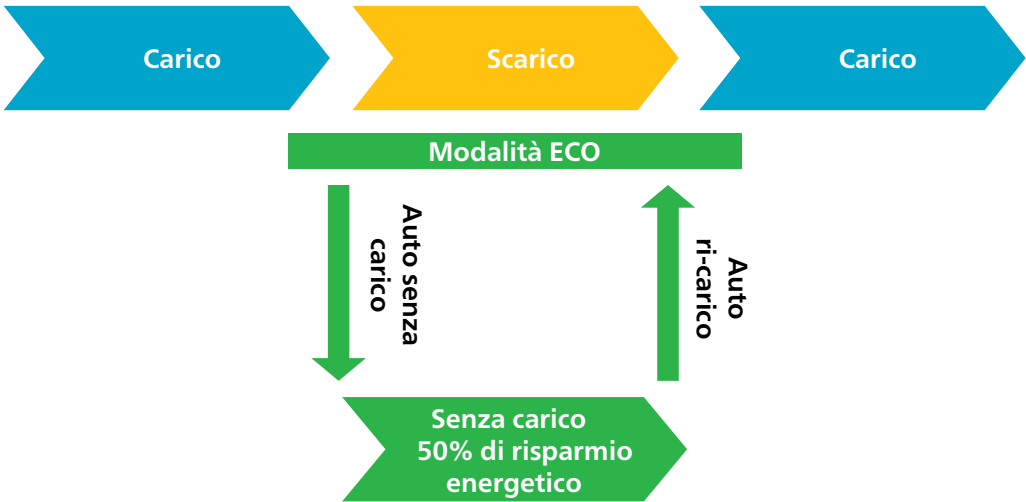 Carico
Scarico
Carico
Modalità ECO
Auto senza
carico
Auto
ri-carico
Senza carico
50% di risparmio
energetico